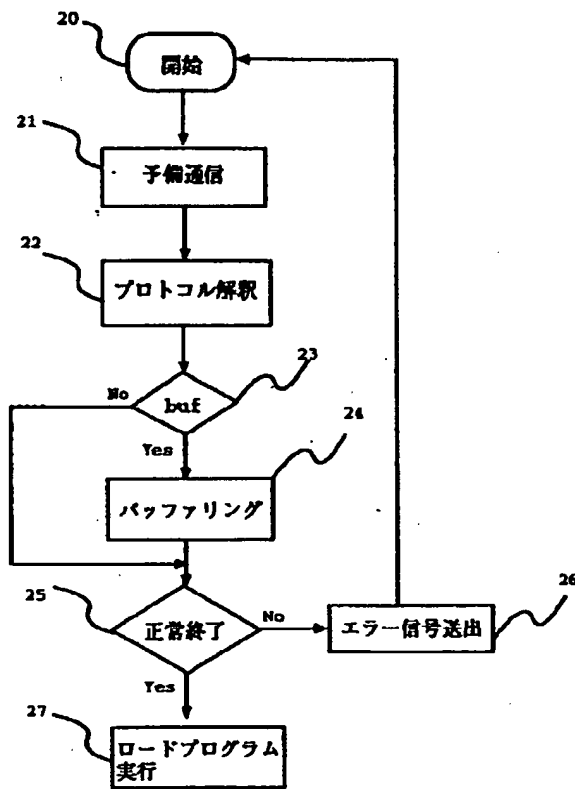 20
開始
21
予備通信
22
プロトコル解釈
23
No
buf
Yes
24
バッファリング
25
正常終了
No
26
エラー信号送出
Yes
27
ロードプログラム
実行